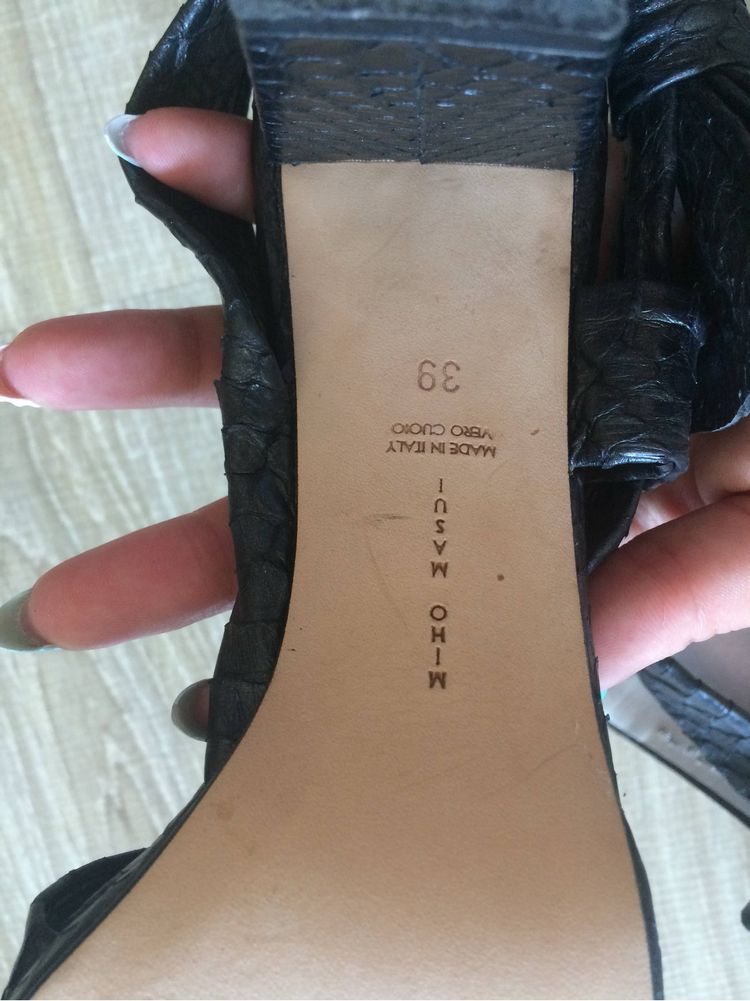 MIHO MASUI
MADE IN ITALY
VERO CUOIO
39